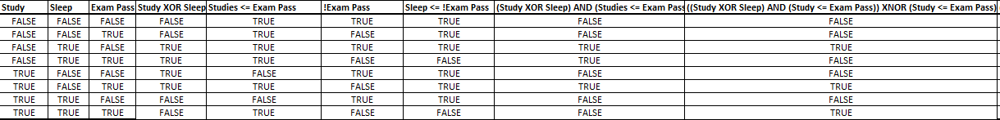 Study Sleep Exam Pass Study XOR Sleep Studies <= Exam Pass !Exam Pass Sleep <= !Exam Pass (Study XOR Sleep) AND (Studies <= Exam Pass ((Study XOR Sleep) AND (Study <= Exam Pass)) XNOR (Study <= Exam Pass)
FALSE FALSE FALSE FALSE TRUE TRUE TRUE FALSE FALSE
FALSE FALSE TRUE FALSE TRUE FALSE TRUE FALSE FALSE
FALSE TRUE FALSE TRUE TRUE TRUE TRUE TRUE TRUE
FALSE TRUE TRUE TRUE TRUE FALSE FALSE TRUE FALSE
TRUE FALSE FALSE TRUE FALSE TRUE TRUE FALSE FALSE
TRUE FALSE TRUE TRUE TRUE FALSE TRUE TRUE TRUE
TRUE TRUE FALSE FALSE FALSE TRUE TRUE FALSE FALSE
TRUE TRUE TRUE FALSE TRUE FALSE FALSE FALSE TRUE